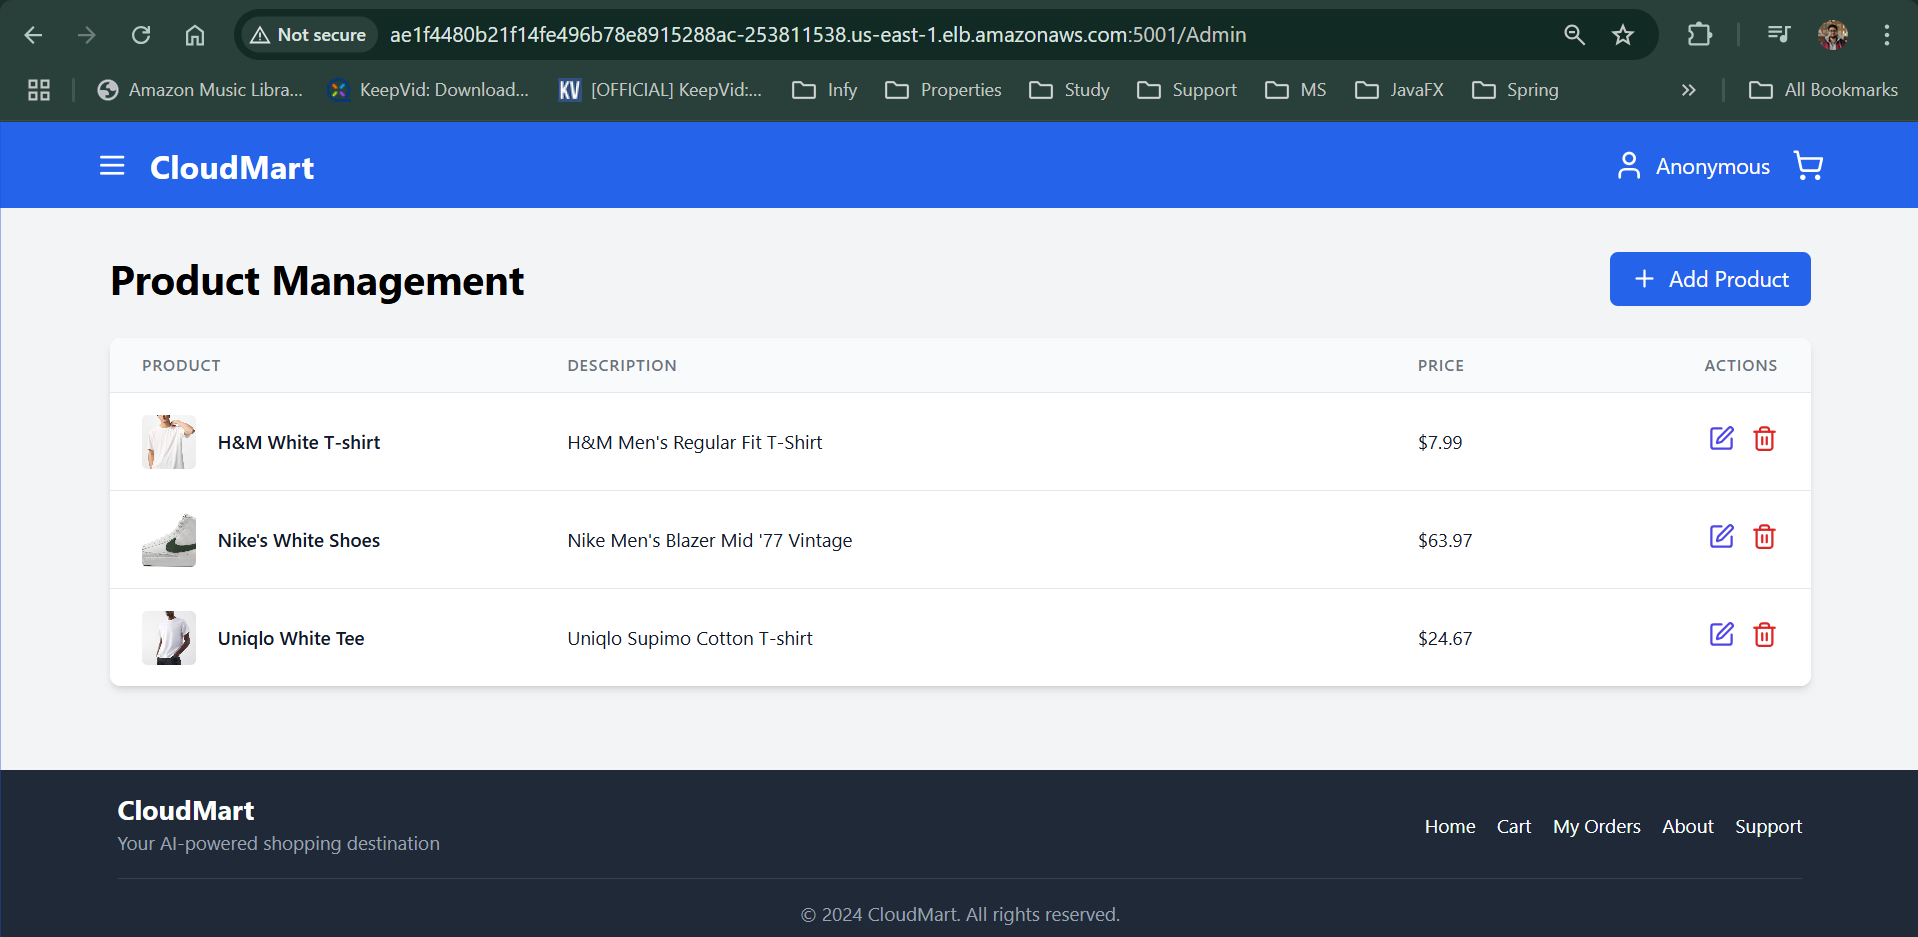 Not secure ae1f4480b21f14fe496b78e8915288ac-253811538.us-east-1.elb.amazonaws.com:5001/Admin
Amazon Music Libra... KeepVid: Download... KV [OFFICIAL] KeepVid:... Infy Properties Study Support MS JavaFX Spring » All Bookmarks
CloudMart Anonymous
Product Management + Add Product
PRODUCT DESCRIPTION PRICE ACTIONS
H&M White T-shirt H&M Men's Regular Fit T-Shirt $7.99
Nike's White Shoes Nike Men's Blazer Mid '77 Vintage $63.97
Uniqlo White Tee Uniqlo Supimo Cotton T-shirt $24.67
CloudMart
Your AI-powered shopping destination
Home Cart My Orders About Support
© 2024 CloudMart. All rights reserved.